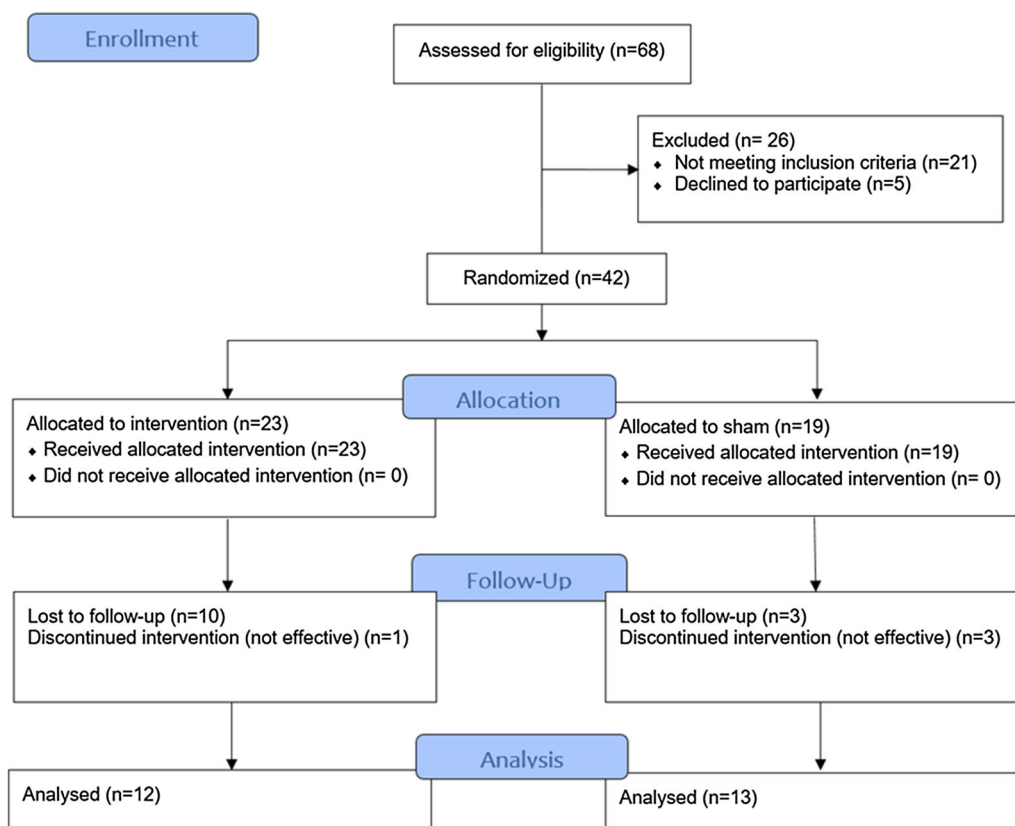 Enrollment
Assessed for eligibility (n=68)
Excluded (n= 26)
⬥ Not meeting inclusion criteria (n=21)
⬥ Declined to participate (n=5)
Randomized (n=42)
Allocation
Allocated to intervention (n=23)
⬥ Received allocated intervention (n=23)
⬥ Did not receive allocated intervention (n= 0)
Allocated to sham (n=19)
⬥ Received allocated intervention (n=19)
⬥ Did not receive allocated intervention (n= 0)
Follow-Up
Lost to follow-up (n=10)
Discontinued intervention (not effective) (n=1)
Lost to follow-up (n=3)
Discontinued intervention (not effective) (n=3)
Analysis
Analysed (n=12)
Analysed (n=13)